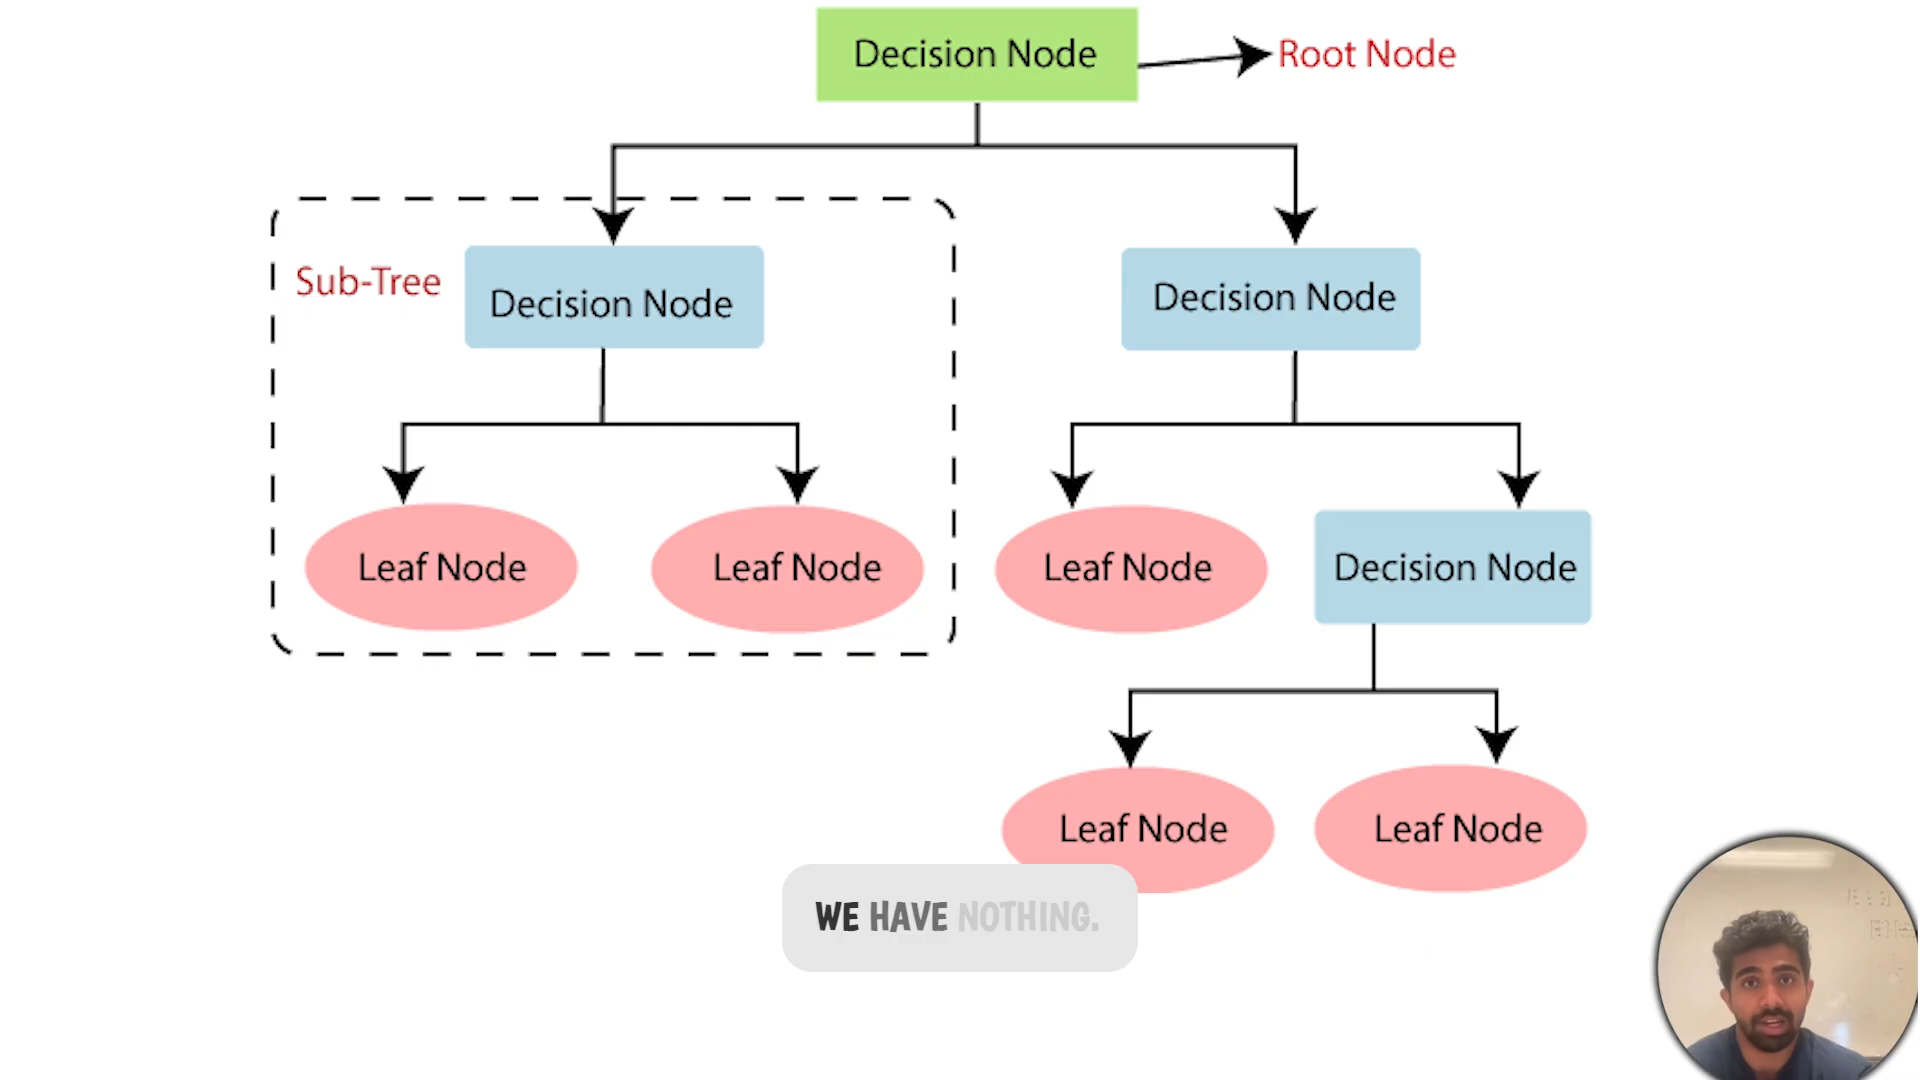 Decision Node
Root Node
Sub-Tree
Decision Node
Decision Node
Leaf Node
Leaf Node
Leaf Node
Decision Node
Leaf Node
Leaf Node
WE HAVE NOTHING.